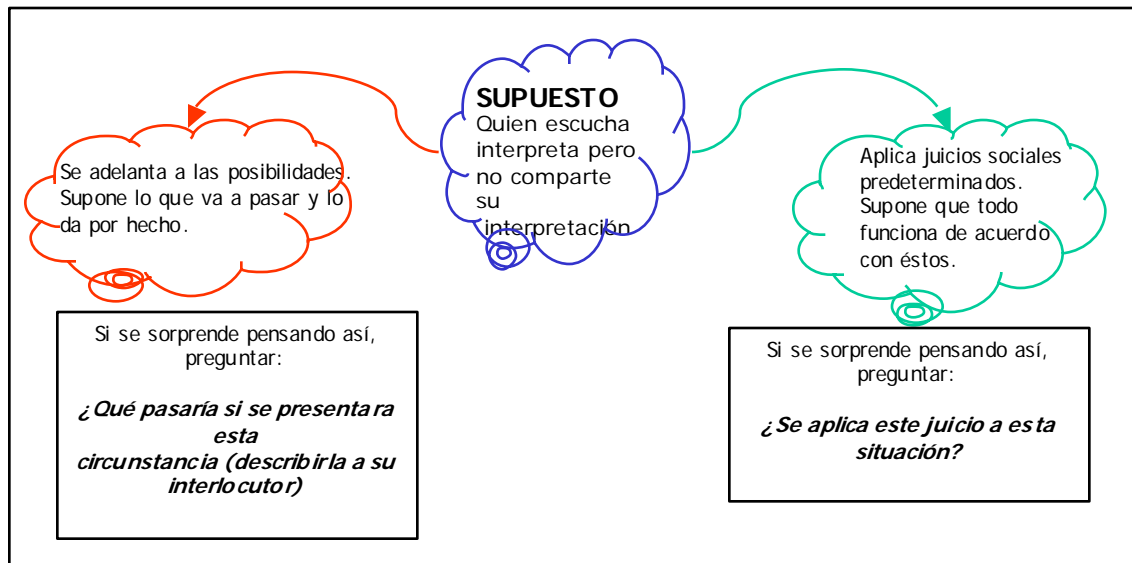 SUPUESTO
Quien escucha
interpreta pero
no comparte
su
interpretación
Se adelanta a las posibilidades.
Supone lo que va a pasar y lo
da por hecho.
Aplica juicios sociales
predeterminados.
Supone que todo
funciona de acuerdo
con éstos.
Si se sorprende pensando así,
preguntar:
¿Qué pasaría si se presentara
esta
circunstancia (describirla a su
interlocutor)
Si se sorprende pensando así,
preguntar:
¿Se aplica este juicio a esta
situación?